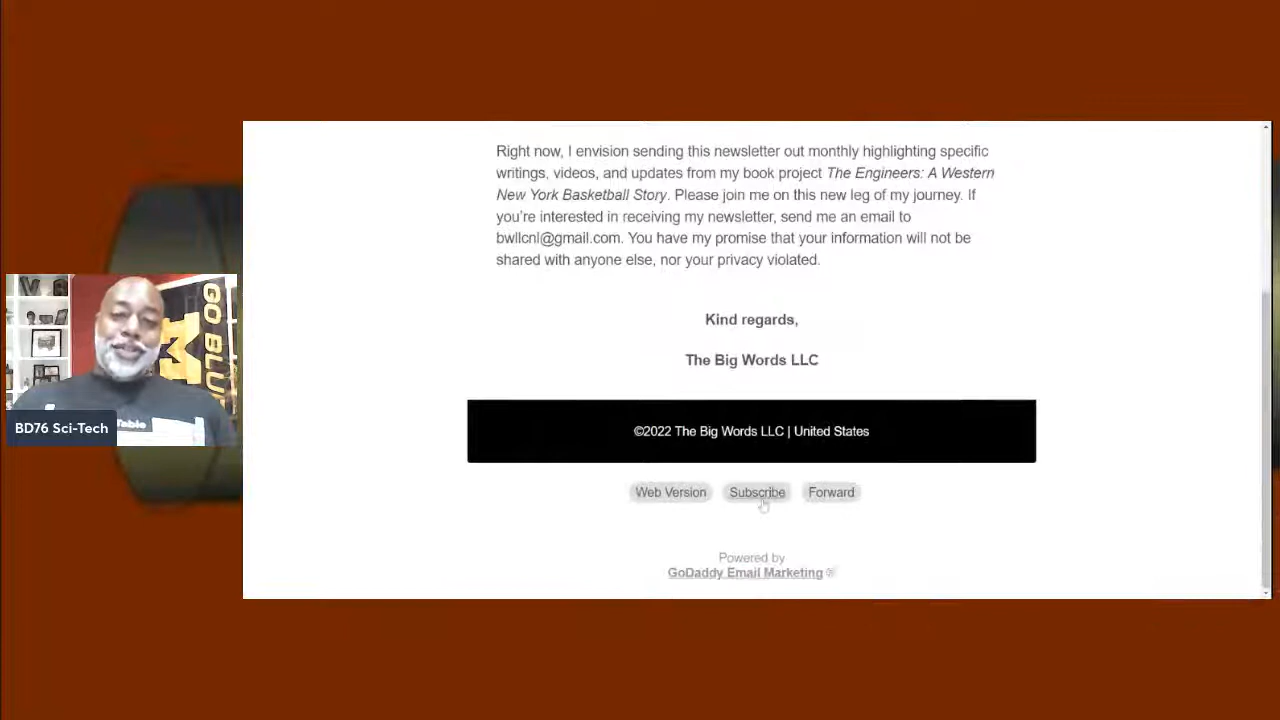 Right now, I envision sending this newsletter out monthly highlighting specific
writings, videos, and updates from my book project The Engineers: A Western
New York Basketball Story. Please join me on this new leg of my journey. If
you're interested in receiving my newsletter, send me an email to
bwllcnl@gmail.com. You have my promise that your information will not be
shared with anyone else, nor your privacy violated.
Kind regards,
The Big Words LLC
©2022 The Big Words LLC | United States
Web Version Subscribe Forward
Powered by
GoDaddy Email Marketing ®
GO BLUE
M
Table
BD76 Sci-Tech